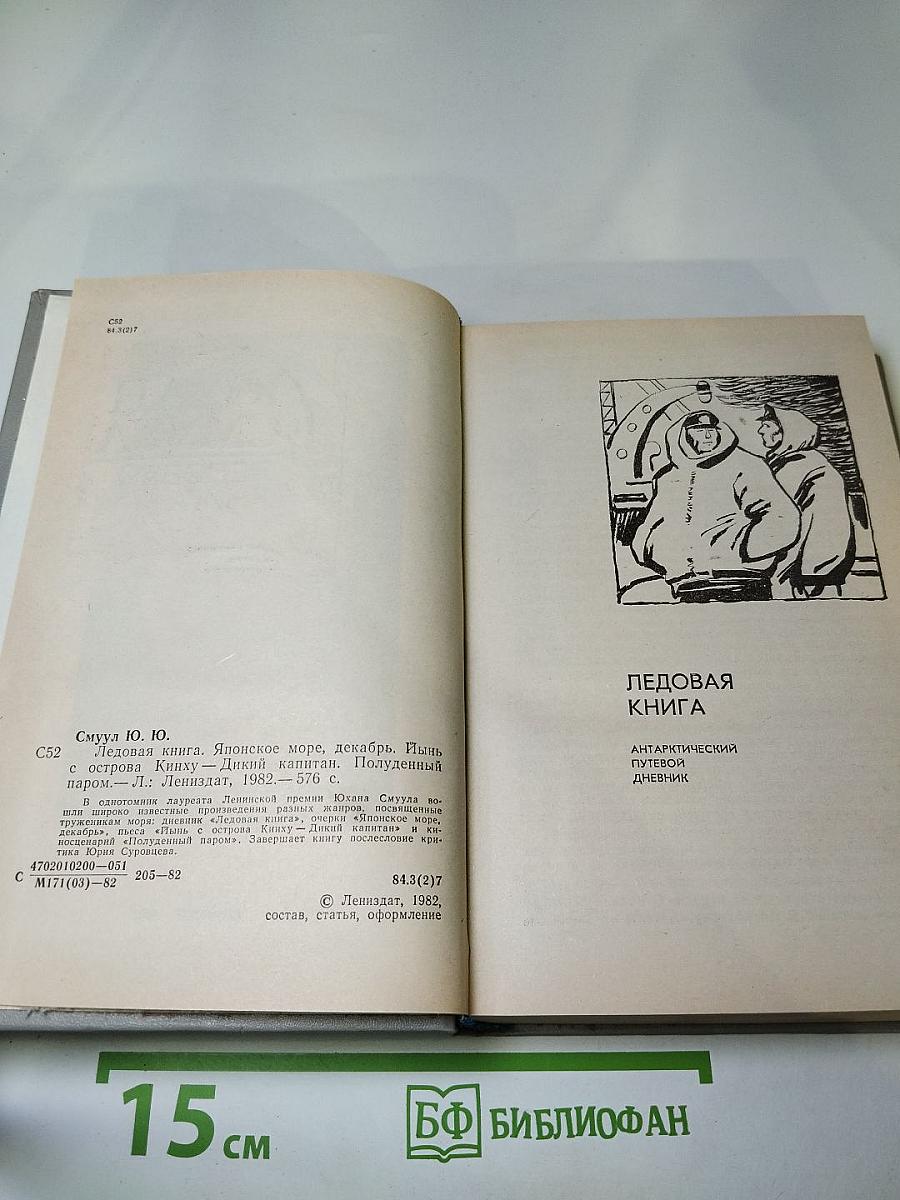 С52
84.3(2)7
Смуул Ю. Ю.
С52 Ледовая книга. Японское море, декабрь. Йынь
с острова Кинху — Дикий капитан. Полуденный
паром.— Л.: Лениздат, 1982.— 576 с.
В однотомник лауреата Ленинской премии Юхана Смуула во-
шли широко известные произведения разных жанров, посвященные
труженикам моря: дневник «Ледовая книга», очерки «Японское море,
декабрь», пьеса «Йынь с острова Кинху — Дикий капитан» и ки-
носценарий «Полуденный паром». Завершает книгу послесловие кри-
тика Юрия Суровцева.
С 4702010200—051
М171(03)—82 205—82
84.3(2)7
© Лениздат, 1982,
состав, статья, оформление
ЛЕДОВАЯ
КНИГА
АНТАРКТИЧЕСКИЙ
ПУТЕВОЙ
ДНЕВНИК
15 см
БФ БИБЛИОФАН